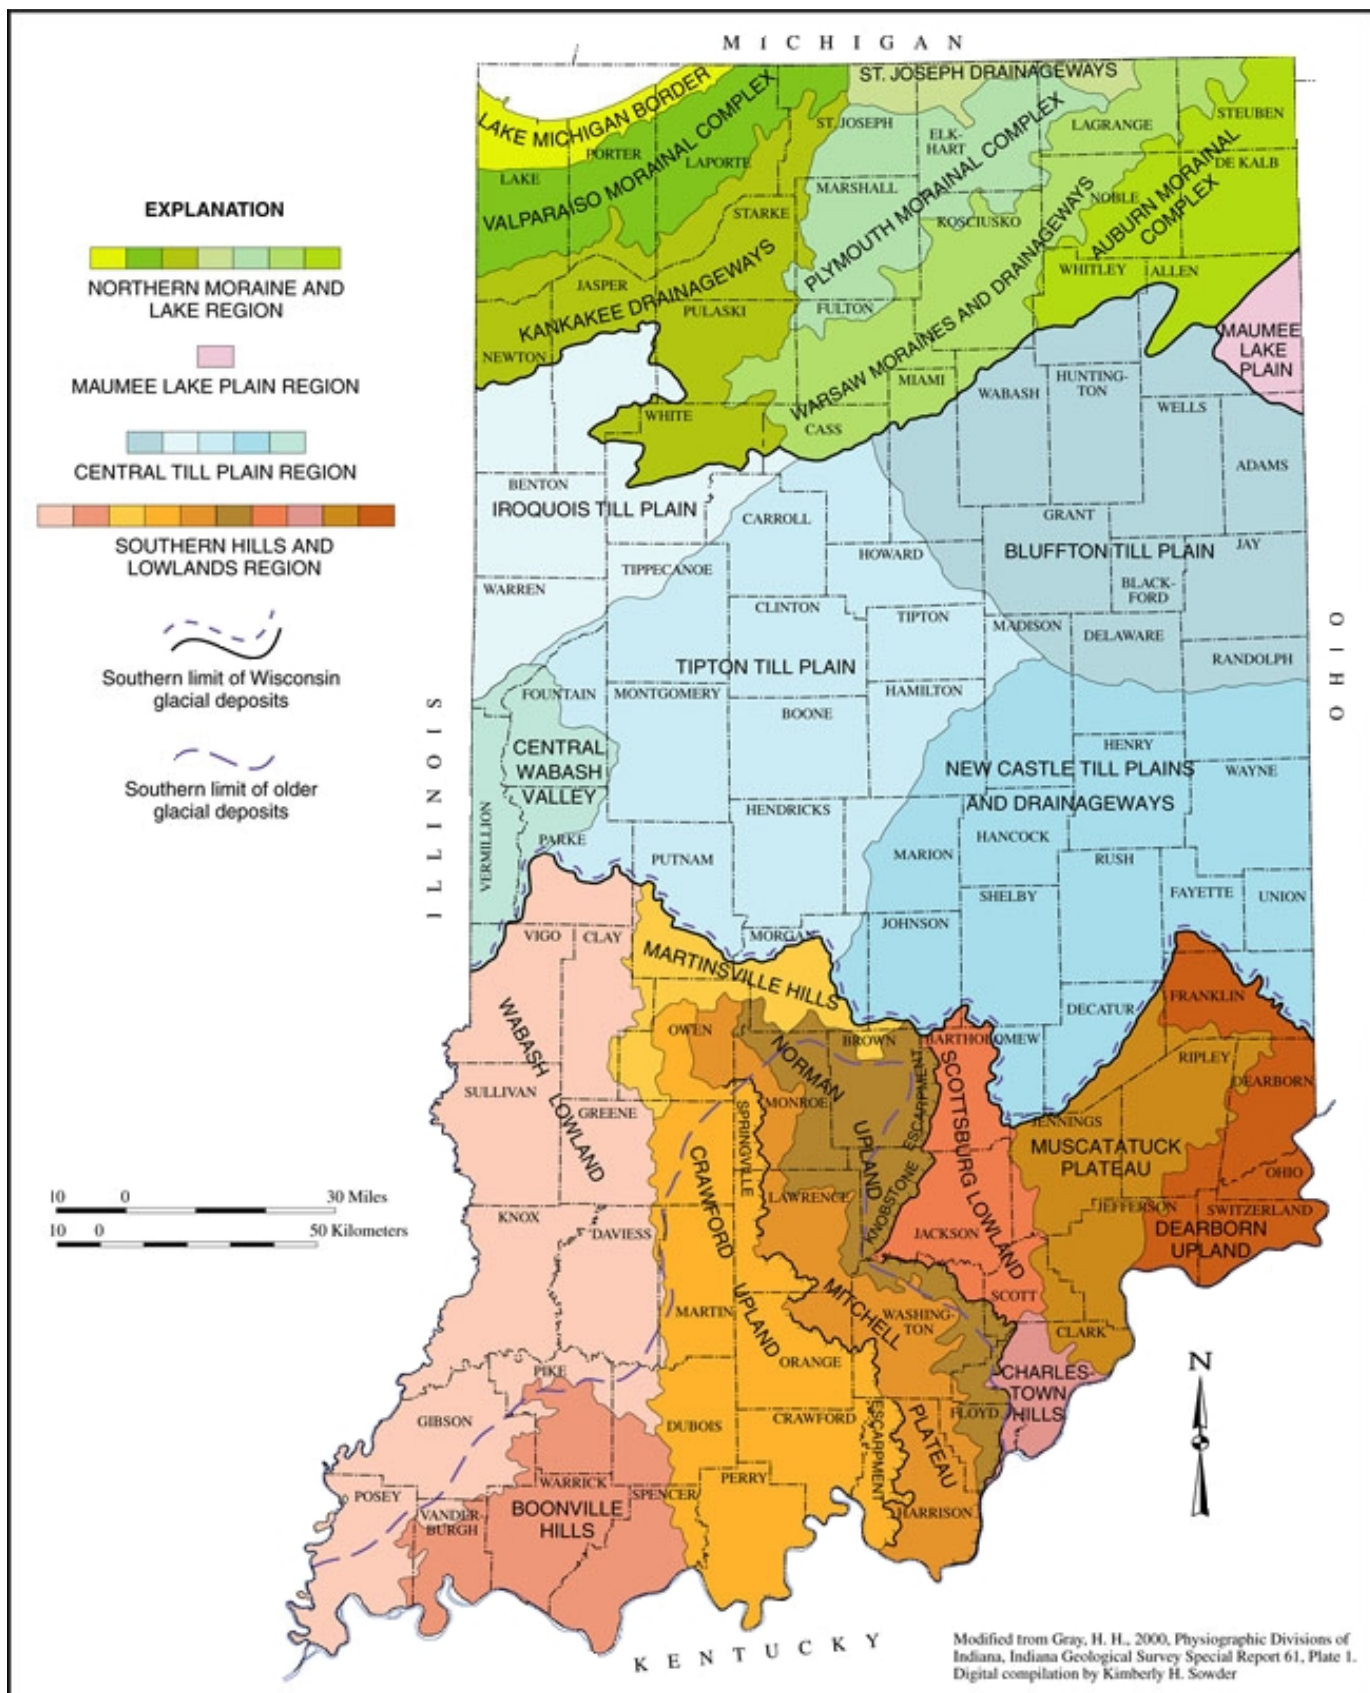 MICHIGAN
ST. JOSEPH DRAINAGEWAYS
LAKE MICHIGAN BORDER
VALPARAISO MORAINAL COMPLEX
PLYMOUTH MORAINAL COMPLEX
AUBURN MORAINAL
COMPLEX
KANKAKEE DRAINAGEWAYS
WARSAW MORAINES AND DRAINAGEWAYS
MAUMEE
LAKE
PLAIN
LAKE
PORTER
LAPORTE
ST. JOSEPH
ELK-
HART
LAGRANGE
STEUBEN
DE KALB
NOBLE
MARSHALL
STARKE
KOSCIUSKO
WHITLEY
ALLEN
JASPER
PULASKI
FULTON
NEWTON
MIAMI
WABASH
HUNTING-
TON
WELLS
ADAMS
WHITE
CASS
EXPLANATION
NORTHERN MORAINE AND
LAKE REGION
MAUMEE LAKE PLAIN REGION
CENTRAL TILL PLAIN REGION
SOUTHERN HILLS AND
LOWLANDS REGION
Southern limit of Wisconsin
glacial deposits
Southern limit of older
glacial deposits
ILLINOIS
OHIO
BENTON
IROQUOIS TILL PLAIN
CARROLL
HOWARD
GRANT
BLUFFTON TILL PLAIN
JAY
BLACK-
FORD
WARREN
TIPPECANOE
CLINTON
TIPTON
MADISON
DELAWARE
RANDOLPH
TIPTON TILL PLAIN
FOUNTAIN
MONTGOMERY
BOONE
HAMILTON
CENTRAL
WABASH
VALLEY
HENRY
NEW CASTLE TILL PLAINS
AND DRAINAGEWAYS
WAYNE
VERMILLION
PARKE
PUTNAM
HENDRICKS
MARION
HANCOCK
RUSH
FAYETTE
UNION
SHELBY
JOHNSON
MORGAN
VIGO
CLAY
MARTINSVILLE HILLS
DECATUR
FRANKLIN
WABASH
LOWLAND
OWEN
NORMAN
UPLAND
BROWN
BARTHOLOMEW
RIPLEY
DEARBORN
SULLIVAN
GREENE
MONROE
SPRINGVILLE
ESCARPMENT
KNOBSTONE
ESCARPMENT
SCOTTSBURG LOWLAND
JENNINGS
MUSCATATUCK
PLATEAU
OHIO
CRAWFORD
UPLAND
LAWRENCE
JACKSON
JEFFERSON
SWITZERLAND
DEARBORN
UPLAND
KNOX
DAVIESS
MARTIN
MITCHELL
PLATEAU
WASHING-
TON
SCOTT
CLARK
ORANGE
CHARLES-
TOWN
HILLS
PIKE
GIBSON
DUBOIS
CRAWFORD
FLOYD
PERRY
WARRICK
SPENCER
POSEY
VANDER-
BURGH
BOONVILLE
HILLS
HARRISON
10 0 30 Miles
10 0 50 Kilometers
N
KENTUCKY
Modified from Gray, H. H., 2000, Physiographic Divisions of
Indiana, Indiana Geological Survey Special Report 61, Plate 1.
Digital compilation by Kimberly H. Sowder